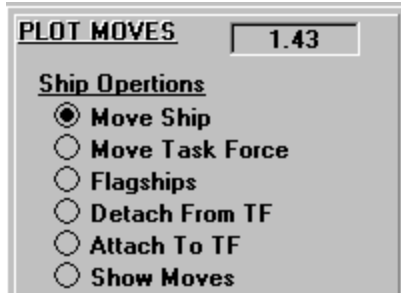 PLOT MOVES 1.43
Ship Opertions
Move Ship
Move Task Force
Flagships
Detach From TF
Attach To TF
Show Moves